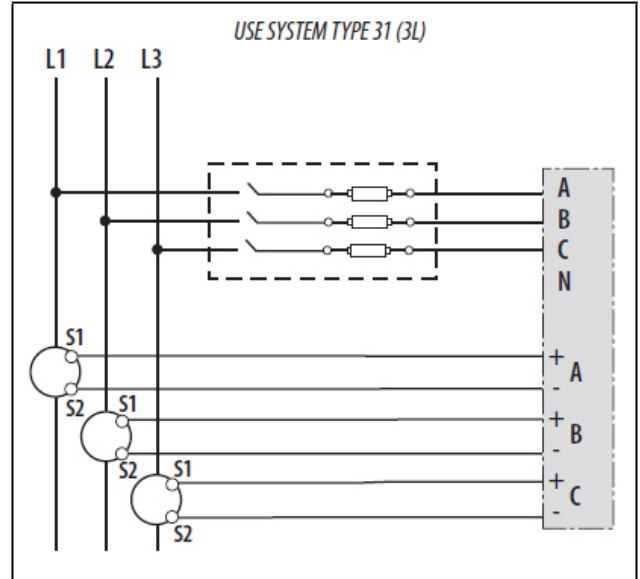 USE SYSTEM TYPE 31 (3L)
L1 L2 L3
A
B
C
N
S1
+
A
S2
-
S1
+
B
S2
-
S1
+
C
S2
-